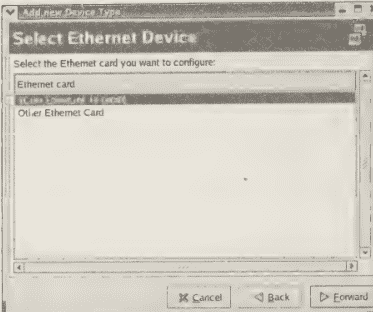 Add new Device Type
Select Ethernet Device
Select the Ethernet card you want to configure:
Ethernet card
Other Ethernet Card
Cancel
Back
Forward